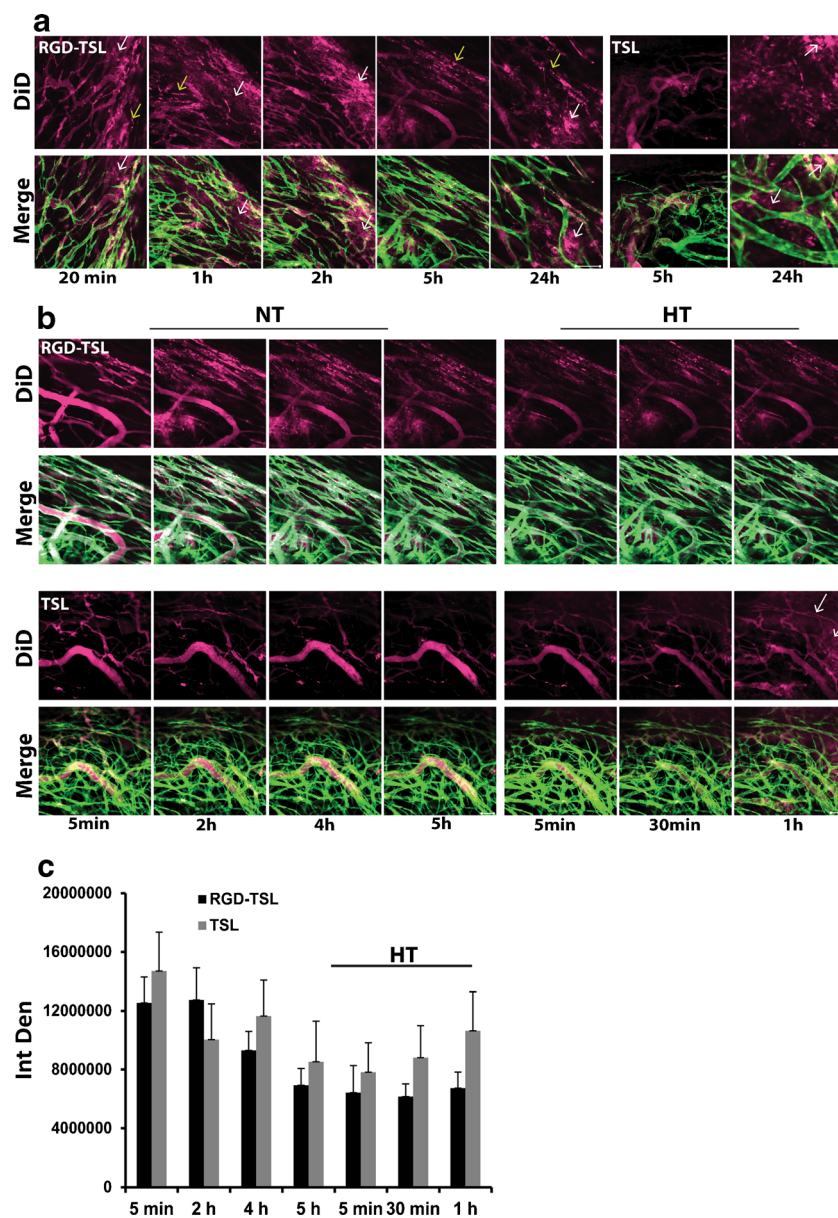 a
RGD-TSL
TSL
DiD
Merge
20 min 1h 2h 5h 24h 5h 24h
b
NT HT
RGD-TSL
DiD
Merge
TSL
DiD
Merge
5min 2h 4h 5h 5min 30min 1h
c
20000000
16000000
12000000
8000000
4000000
0
Int Den
RGD-TSL
TSL
HT
5 min 2 h 4 h 5 h 5 min 30 min 1 h